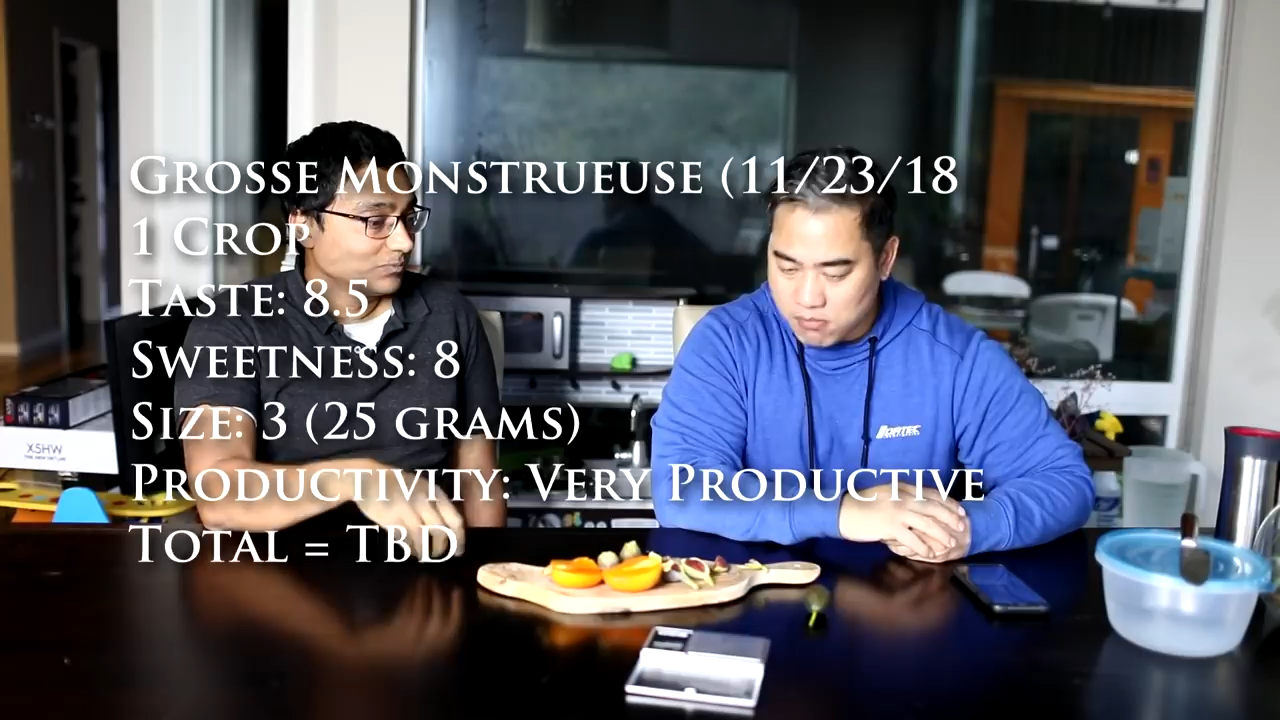 Grosse Monstrueuse (11/23/18
1 Crop
Taste: 8.5
Sweetness: 8
Size: 3 (25 grams)
Productivity: Very Productive
Total = TBD
X5HW